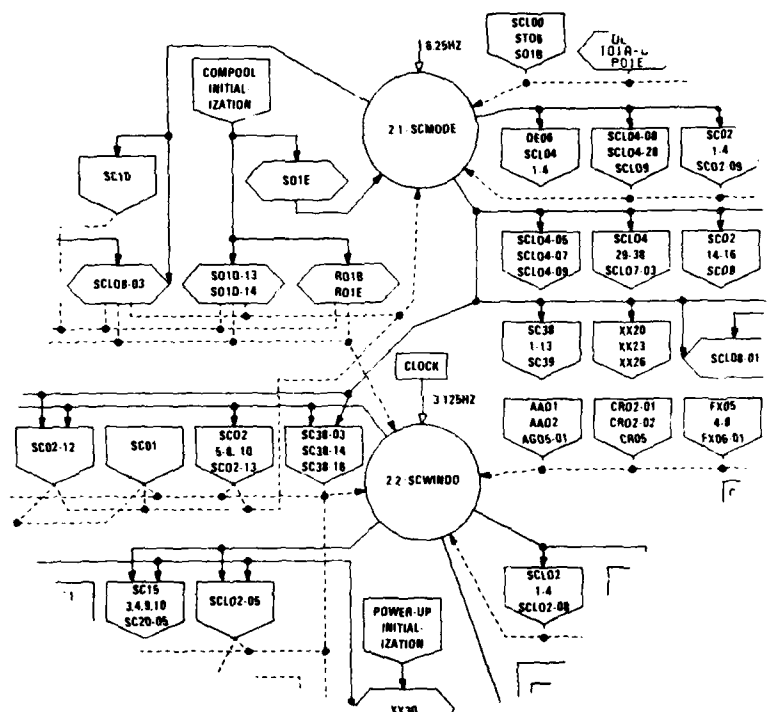 SCL00
ST06
S01B
101A-
P01E
6.25HZ
COMPOOL
INITIAL-
IZATION
2.1-SCMODE
DE06
SCL04
1-4
SCL04-08
SCL04-28
SCL09
SC02
1-4
SC02-09
SC1D
S01E
SCL04-05
SCL04-07
SCL04-09
SCL04
29-38
SCL07-03
SC02
14-16
SC08
SCL08-03
S01D-13
S01D-14
R01B
R01E
SC38
1-13
SC39
XX20
XX23
XX26
SCL08-01
CLOCK
3.125HZ
SC02-12
SC01
SC02
5-8, 10
SC02-13
SC38-03
SC38-14
SC38-16
2.2-SCWINDO
AA01
AA02
AG05-01
CR02-01
CR02-02
CR05
FX05
4-8
FX06-01
SC15
3,4,9,10
SC20-05
SCL02-05
POWER-UP
INITIAL-
IZATION
SCL02
1-4
SCL02-08
XX30